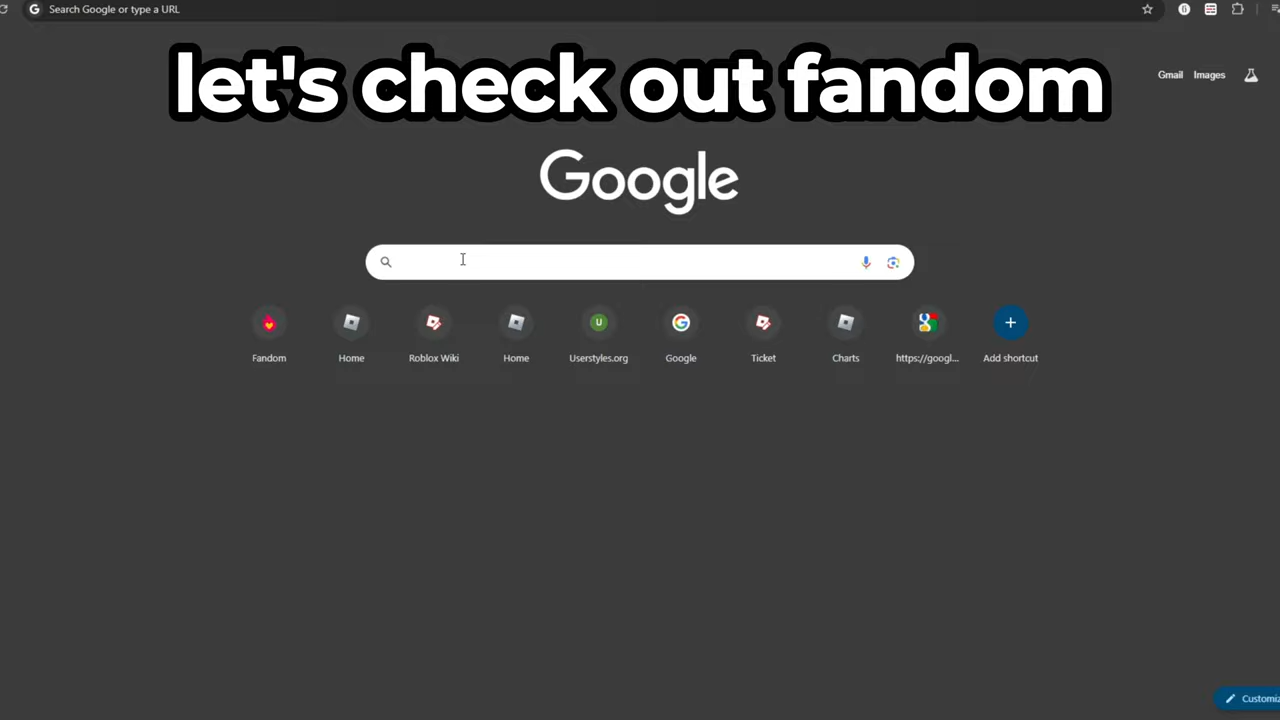 Search Google or type a URL
let's check out fandom
Gmail Images
Google
Fandom Home Roblox Wiki Home Userstyles.org Google Ticket Charts https://googl... Add shortcut